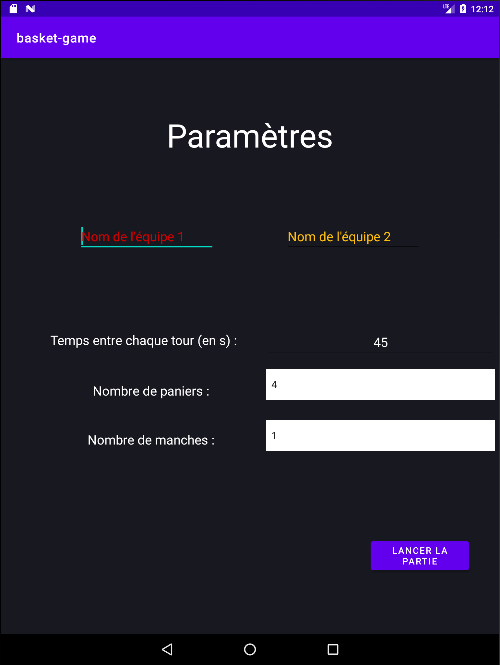 12:12
basket-game
Paramètres
Nom de l'équipe 1
Nom de l'équipe 2
Temps entre chaque tour (en s) :
45
Nombre de paniers :
4
Nombre de manches :
1
LANCER LA
PARTIE